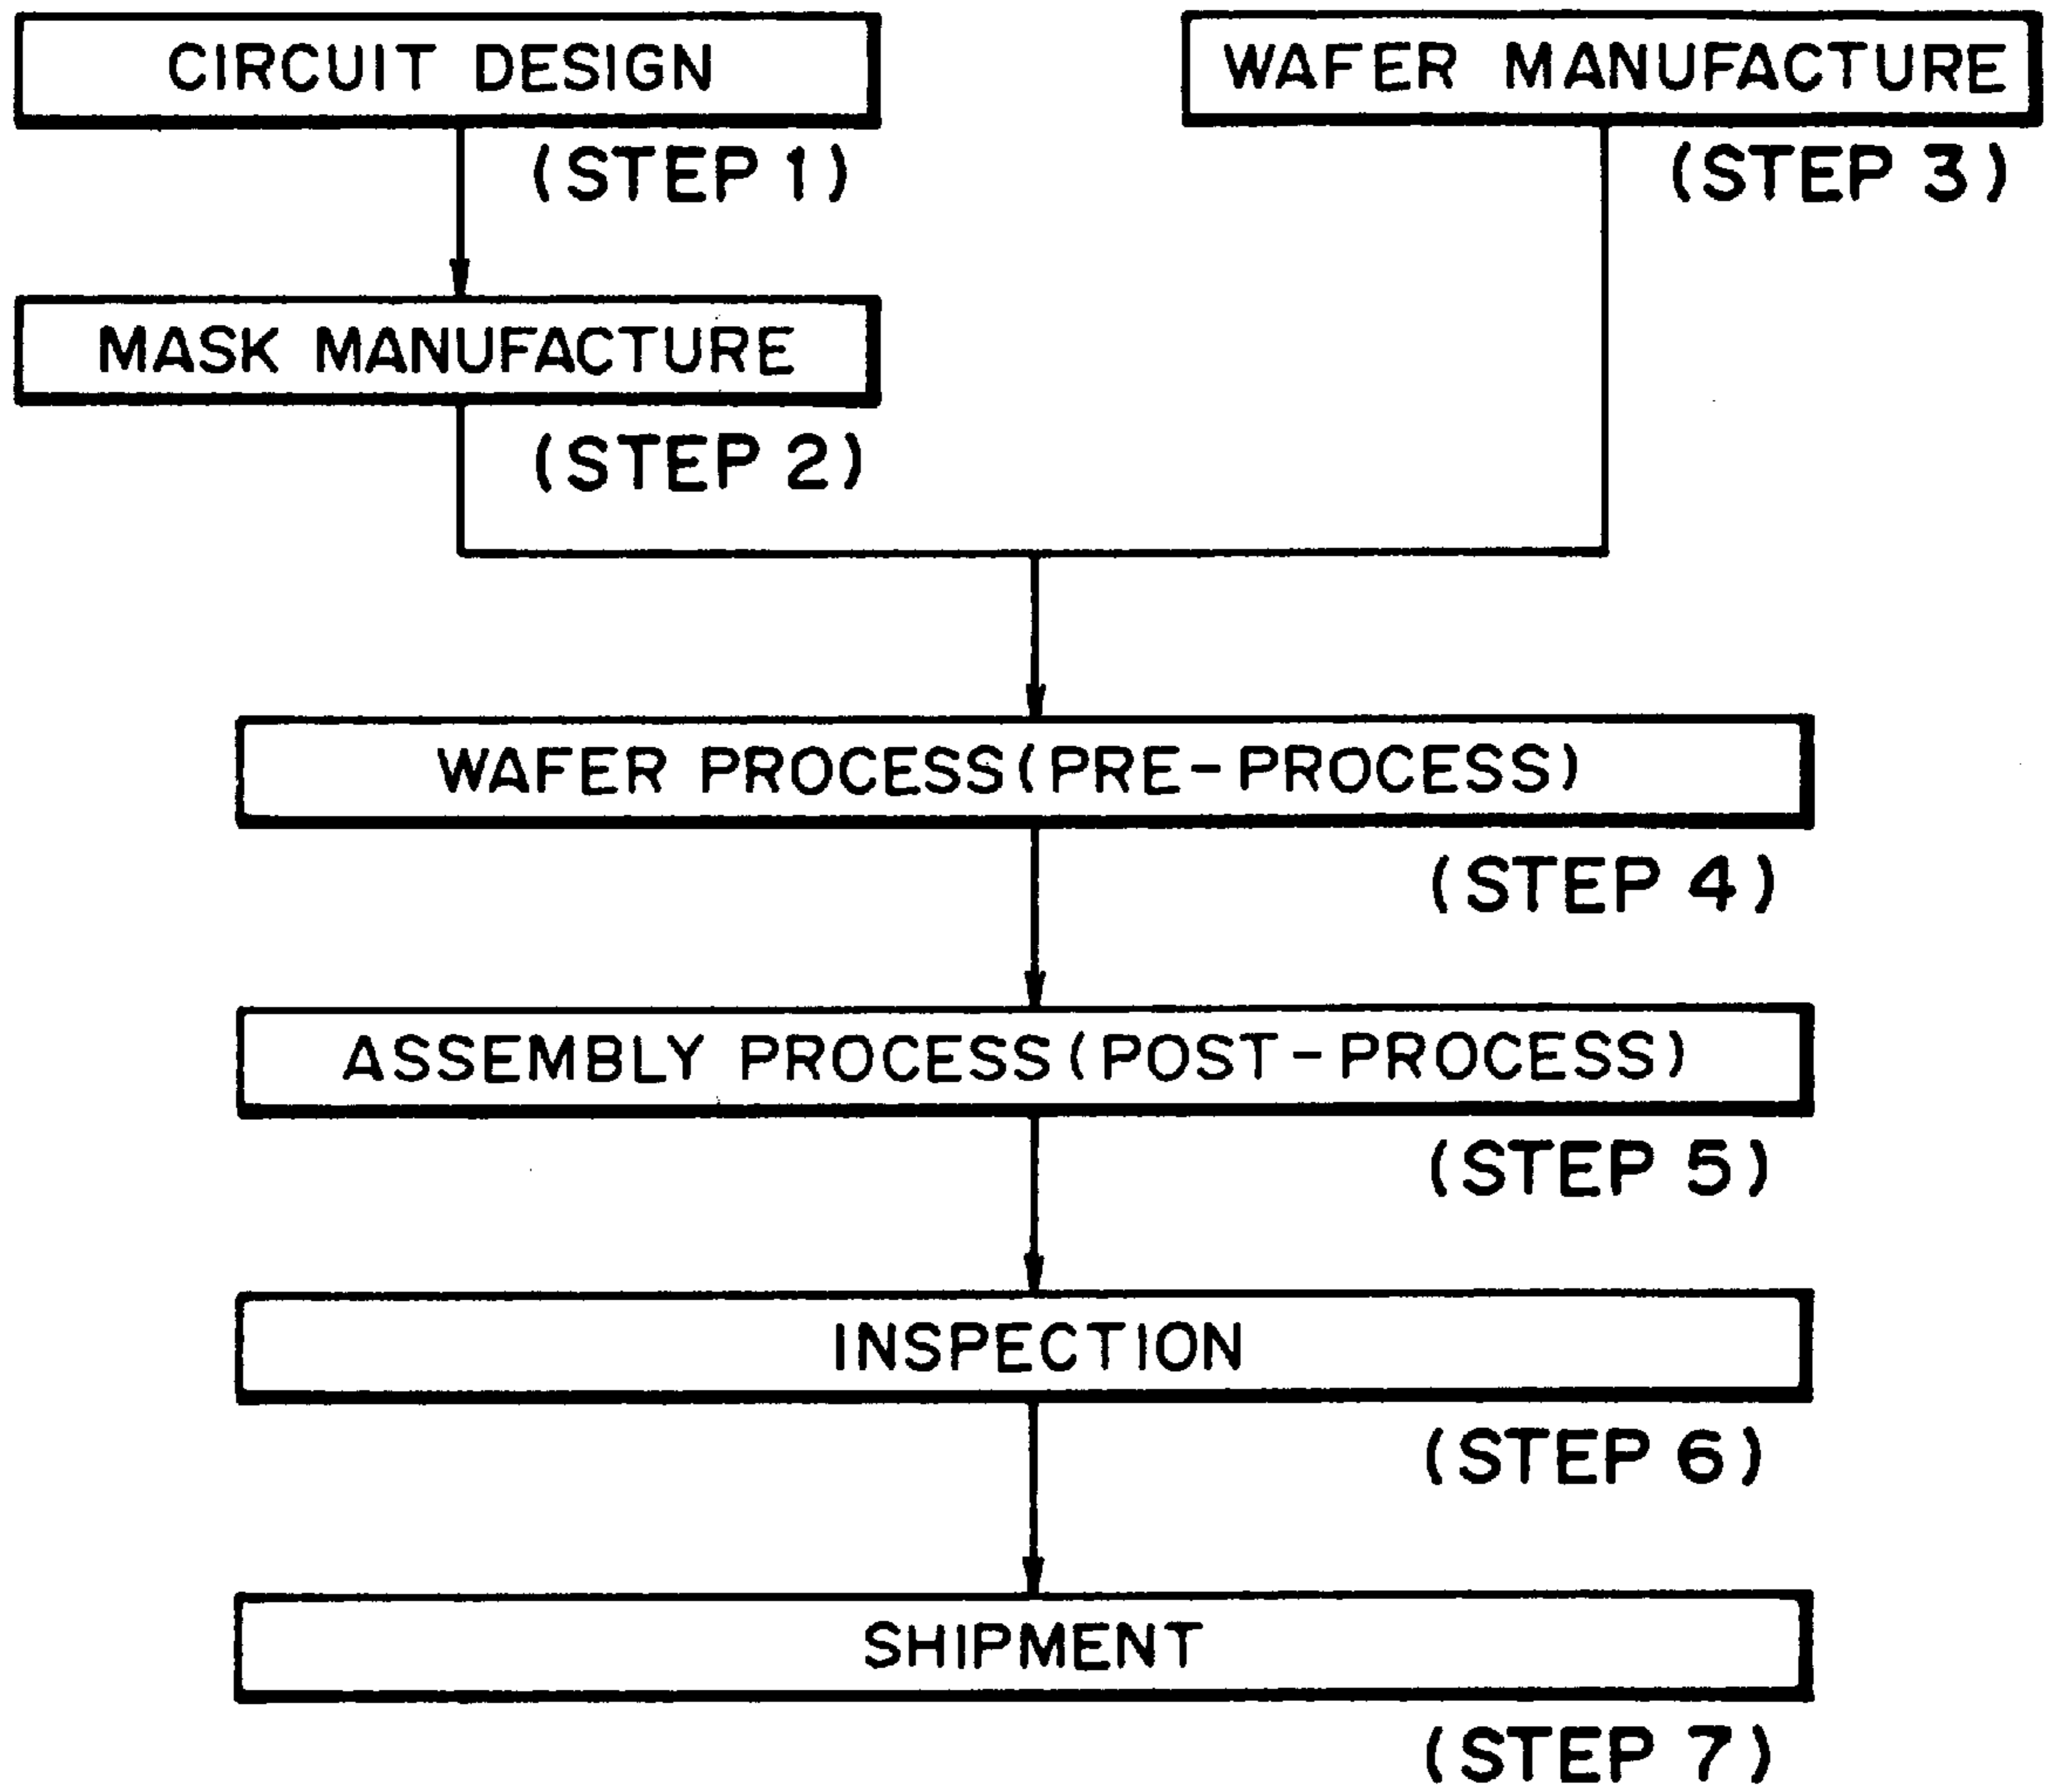 CIRCUIT DESIGN
(STEP 1)
WAFER MANUFACTURE
(STEP 3)
MASK MANUFACTURE
(STEP 2)
WAFER PROCESS(PRE-PROCESS)
(STEP 4)
ASSEMBLY PROCESS(POST-PROCESS)
(STEP 5)
INSPECTION
(STEP 6)
SHIPMENT
(STEP 7)